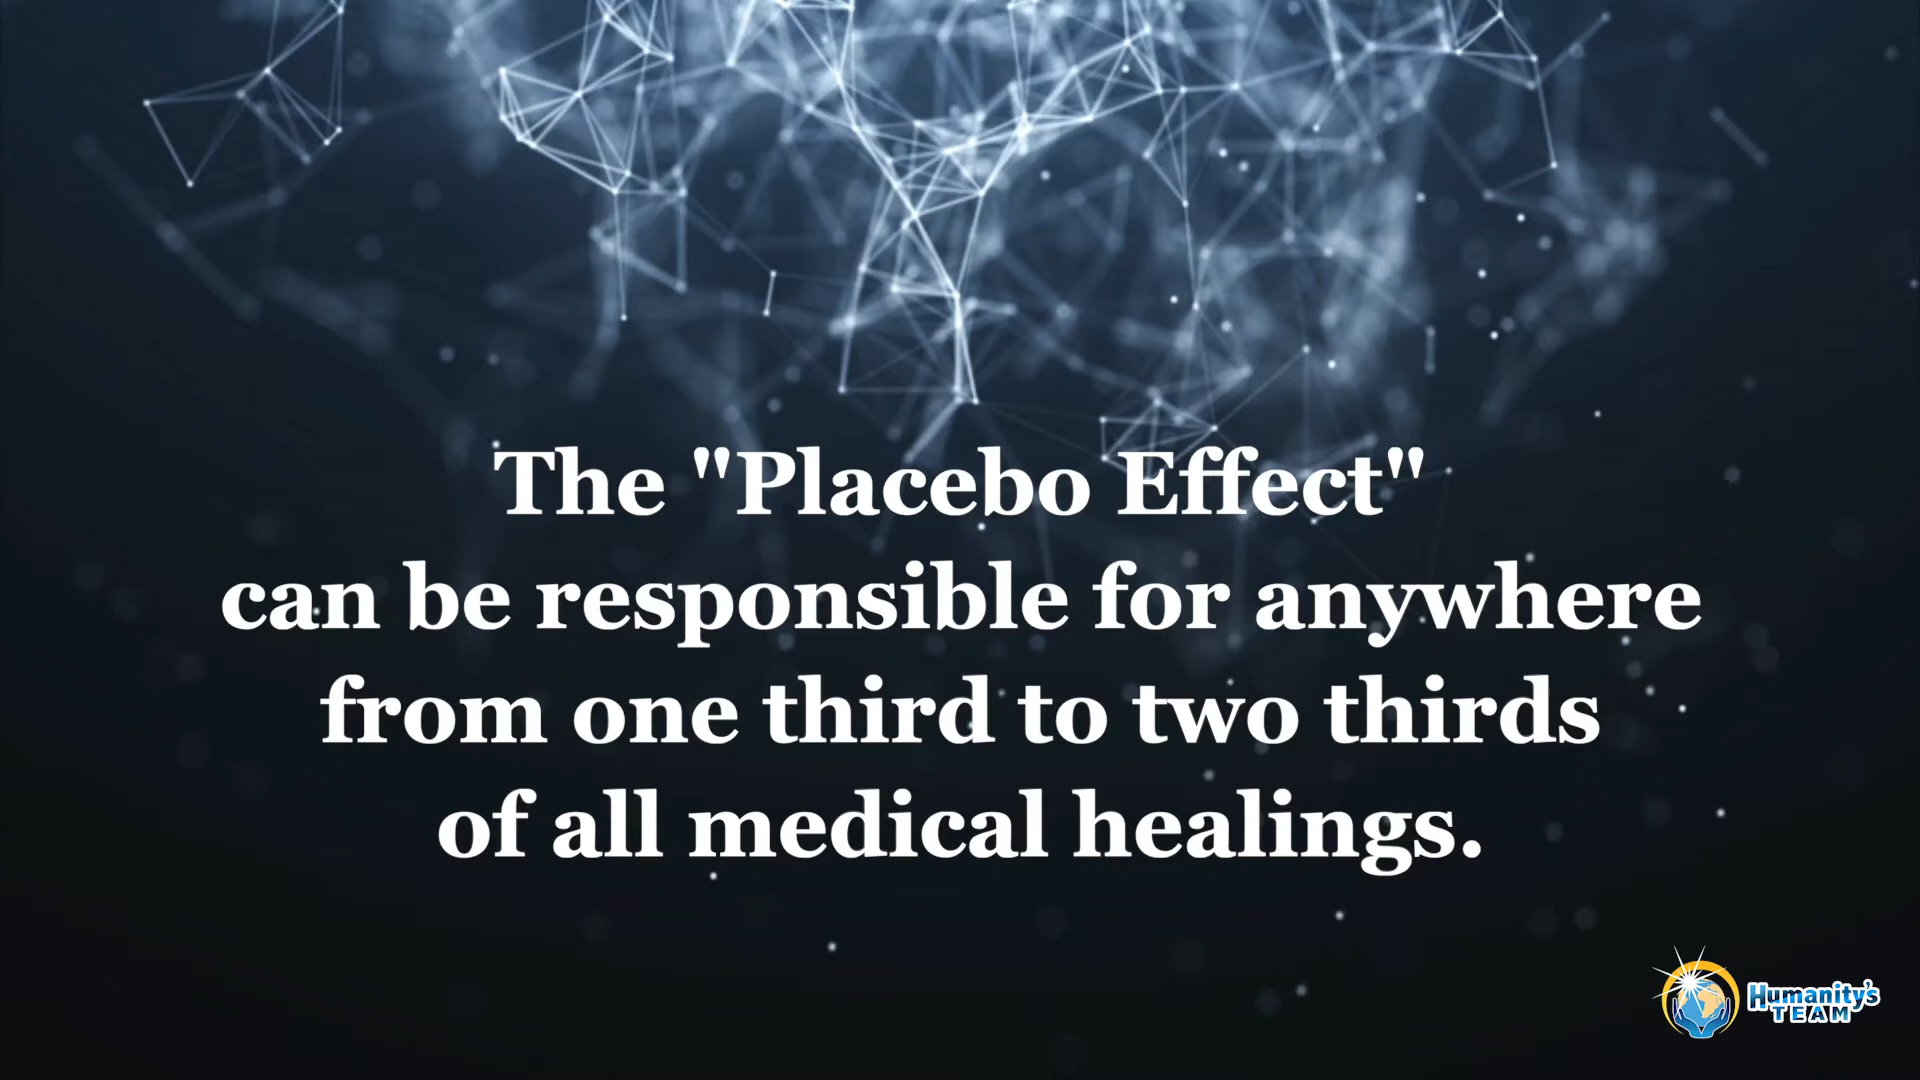 The "Placebo Effect"
can be responsible for anywhere
from one third to two thirds
of all medical healings.
Humanity's
TEAM